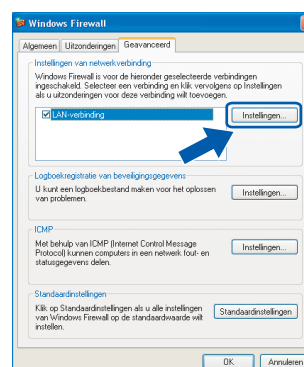 Windows Firewall
Algemeen Uitzonderingen Geavanceerd
Instellingen van netwerkverbinding
Windows Firewall is voor de hieronder geselecteerde verbindingen
ingeschakeld. Selecteer een verbinding en klik vervolgens op Instellingen
als u uitzonderingen voor deze verbinding wilt toevoegen.
LAN-verbinding
Instellingen...
Logboekregistratie van beveiligingsgegevens
U kunt een logboekbestand maken voor het oplossen
van problemen.
Instellingen...
ICMP
Met behulp van ICMP (Internet Control Message
Protocol) kunnen computers in een netwerk fout- en
statusgegevens delen.
Instellingen...
Standaardinstellingen
Klik op Standaardinstellingen als u alle instellingen
van Windows Firewall op de standaardwaarde wilt
instellen.
Standaardinstellingen
OK
Annuleren